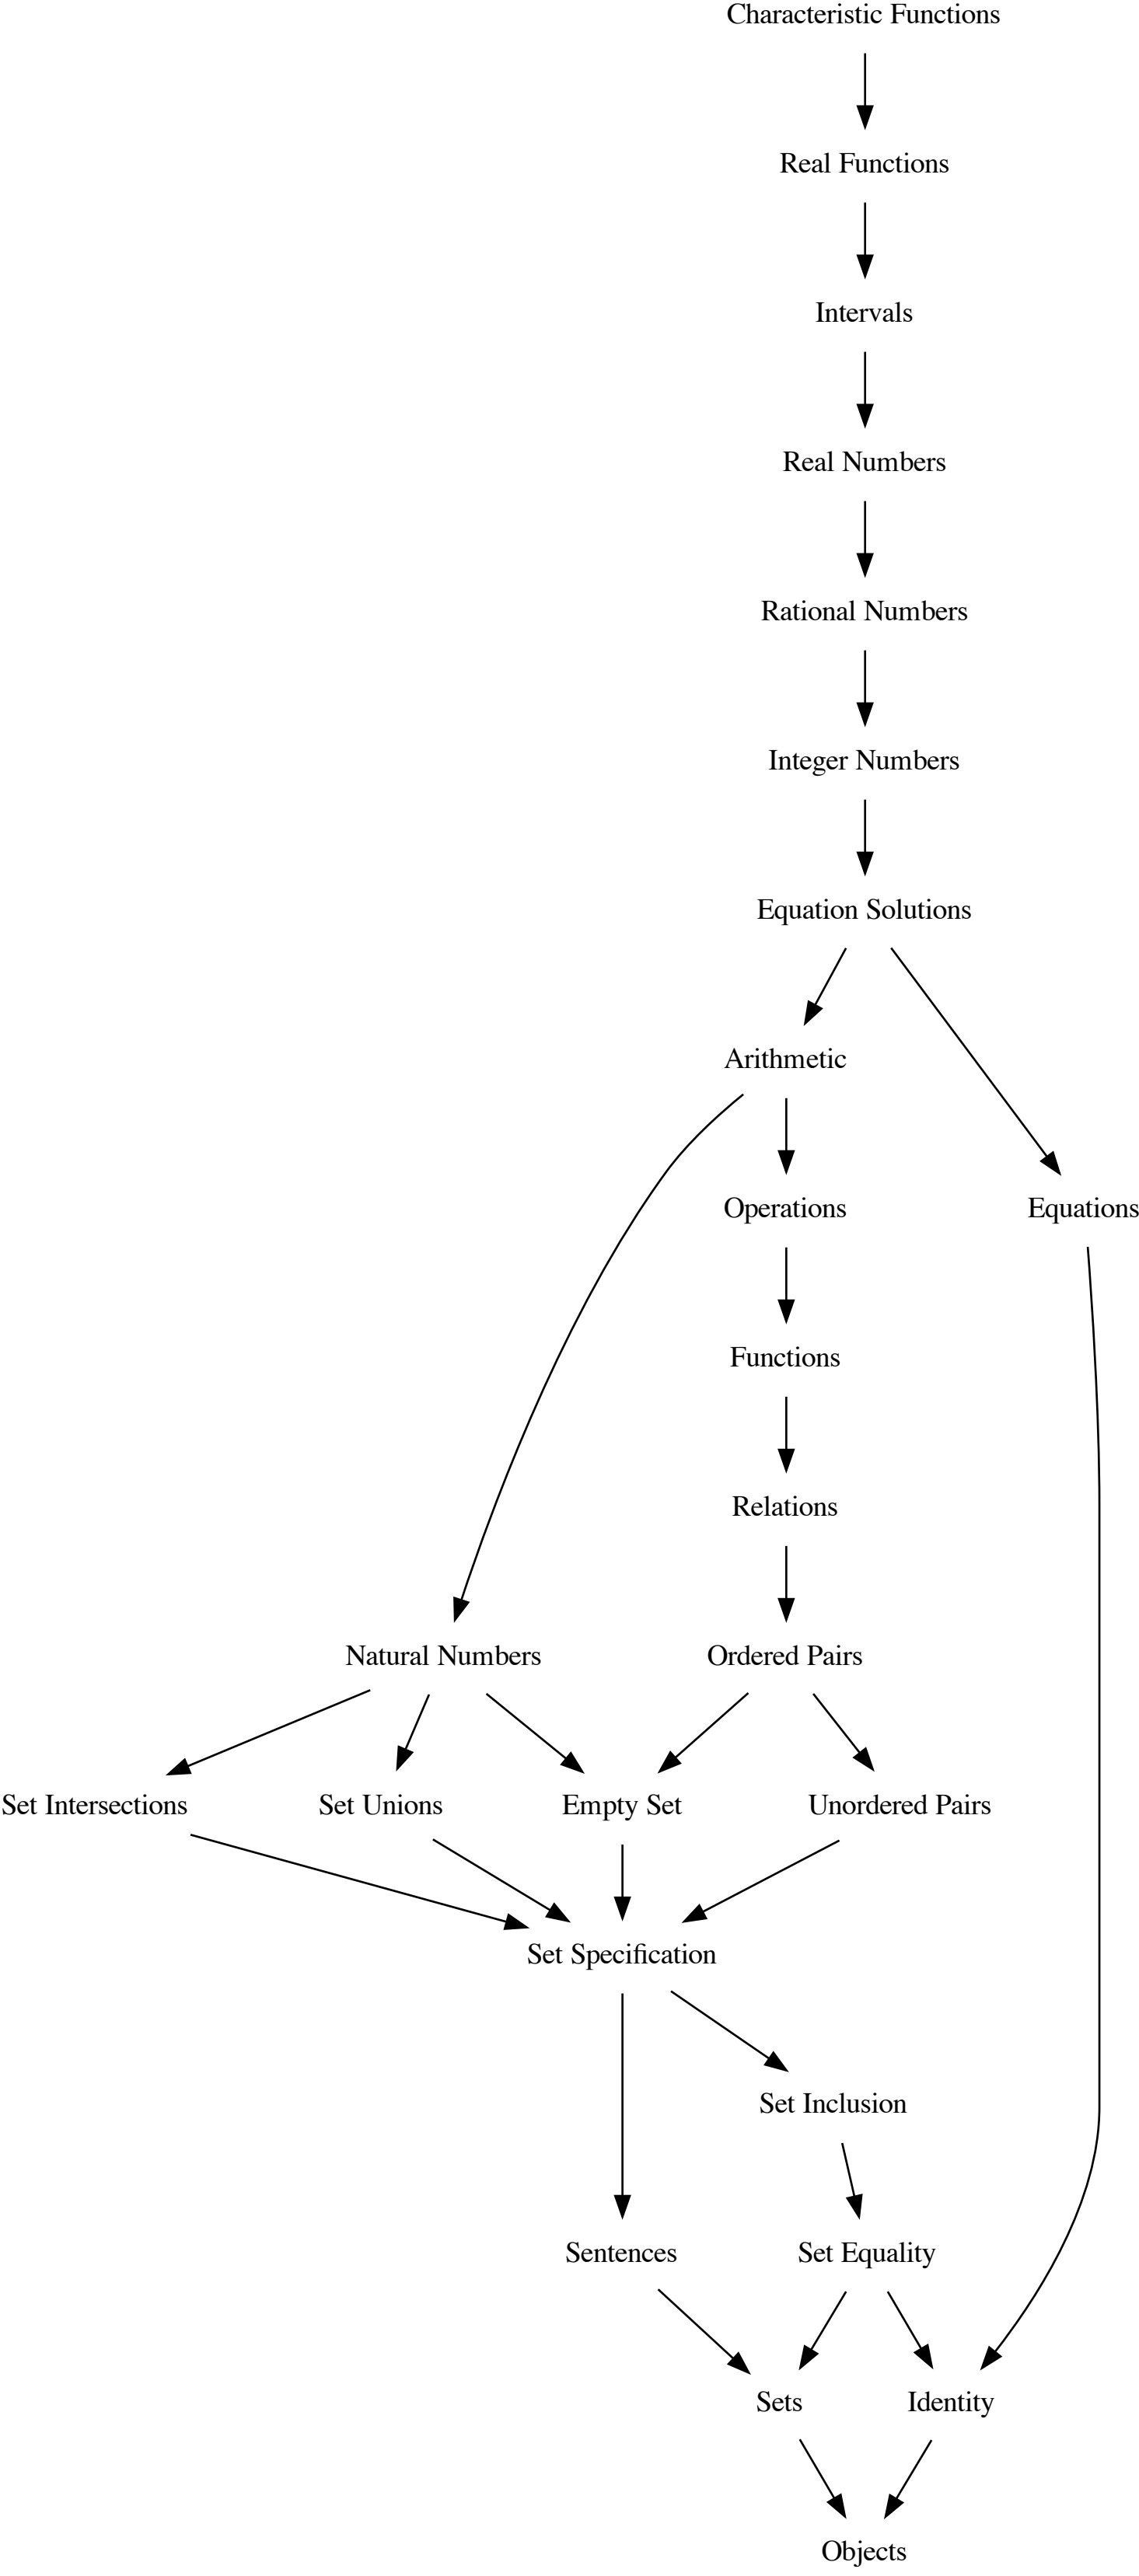 Characteristic Functions
Real Functions
Intervals
Real Numbers
Rational Numbers
Integer Numbers
Equation Solutions
Arithmetic
Operations
Equations
Functions
Relations
Natural Numbers
Ordered Pairs
Set Intersections
Set Unions
Empty Set
Unordered Pairs
Set Specification
Set Inclusion
Sentences
Set Equality
Sets
Identity
Objects